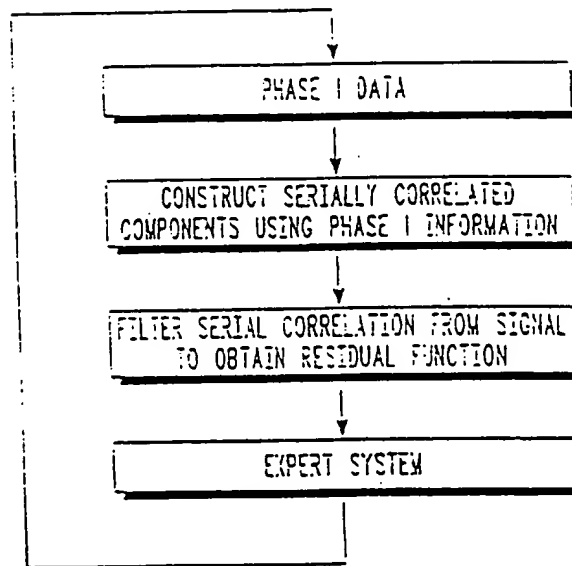 PHASE I DATA
CONSTRUCT SERIALLY CORRELATED
COMPONENTS USING PHASE I INFORMATION
FILTER SERIAL CORRELATION FROM SIGNAL
TO OBTAIN RESIDUAL FUNCTION
EXPERT SYSTEM